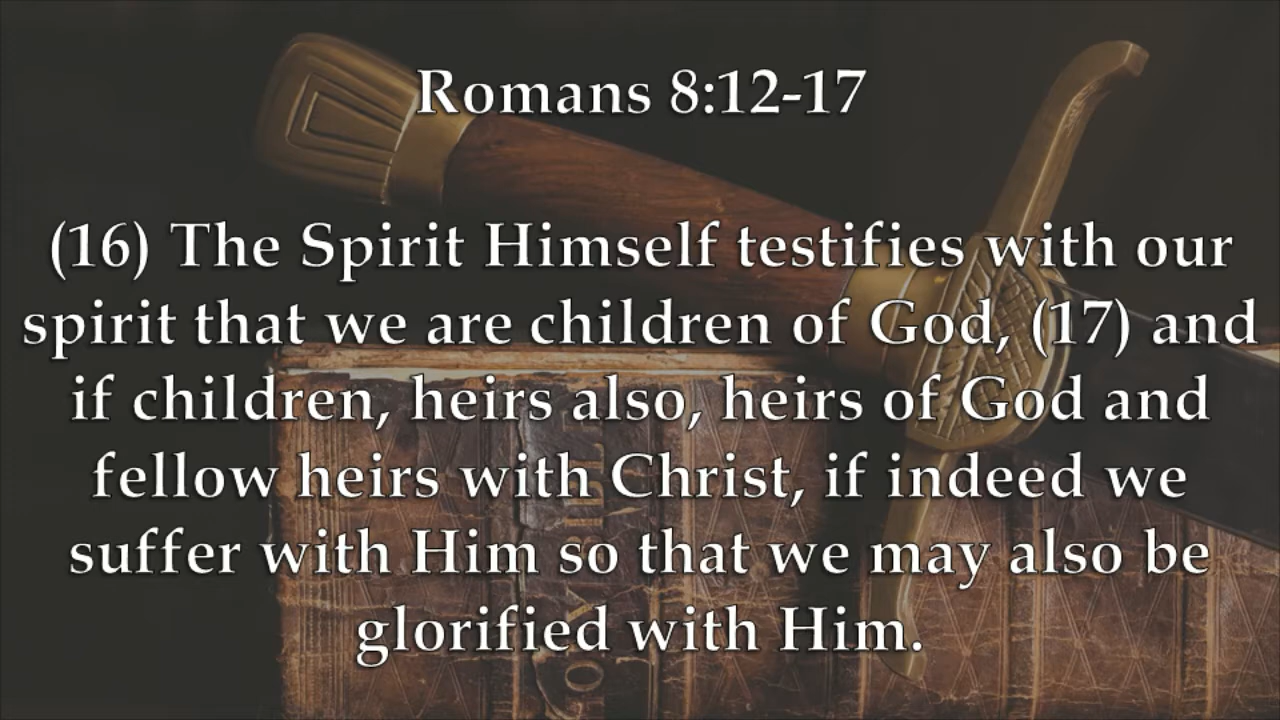 Romans 8:12-17
(16) The Spirit Himself testifies with our
spirit that we are children of God, (17) and
if children, heirs also, heirs of God and
fellow heirs with Christ, if indeed we
suffer with Him so that we may also be
glorified with Him.